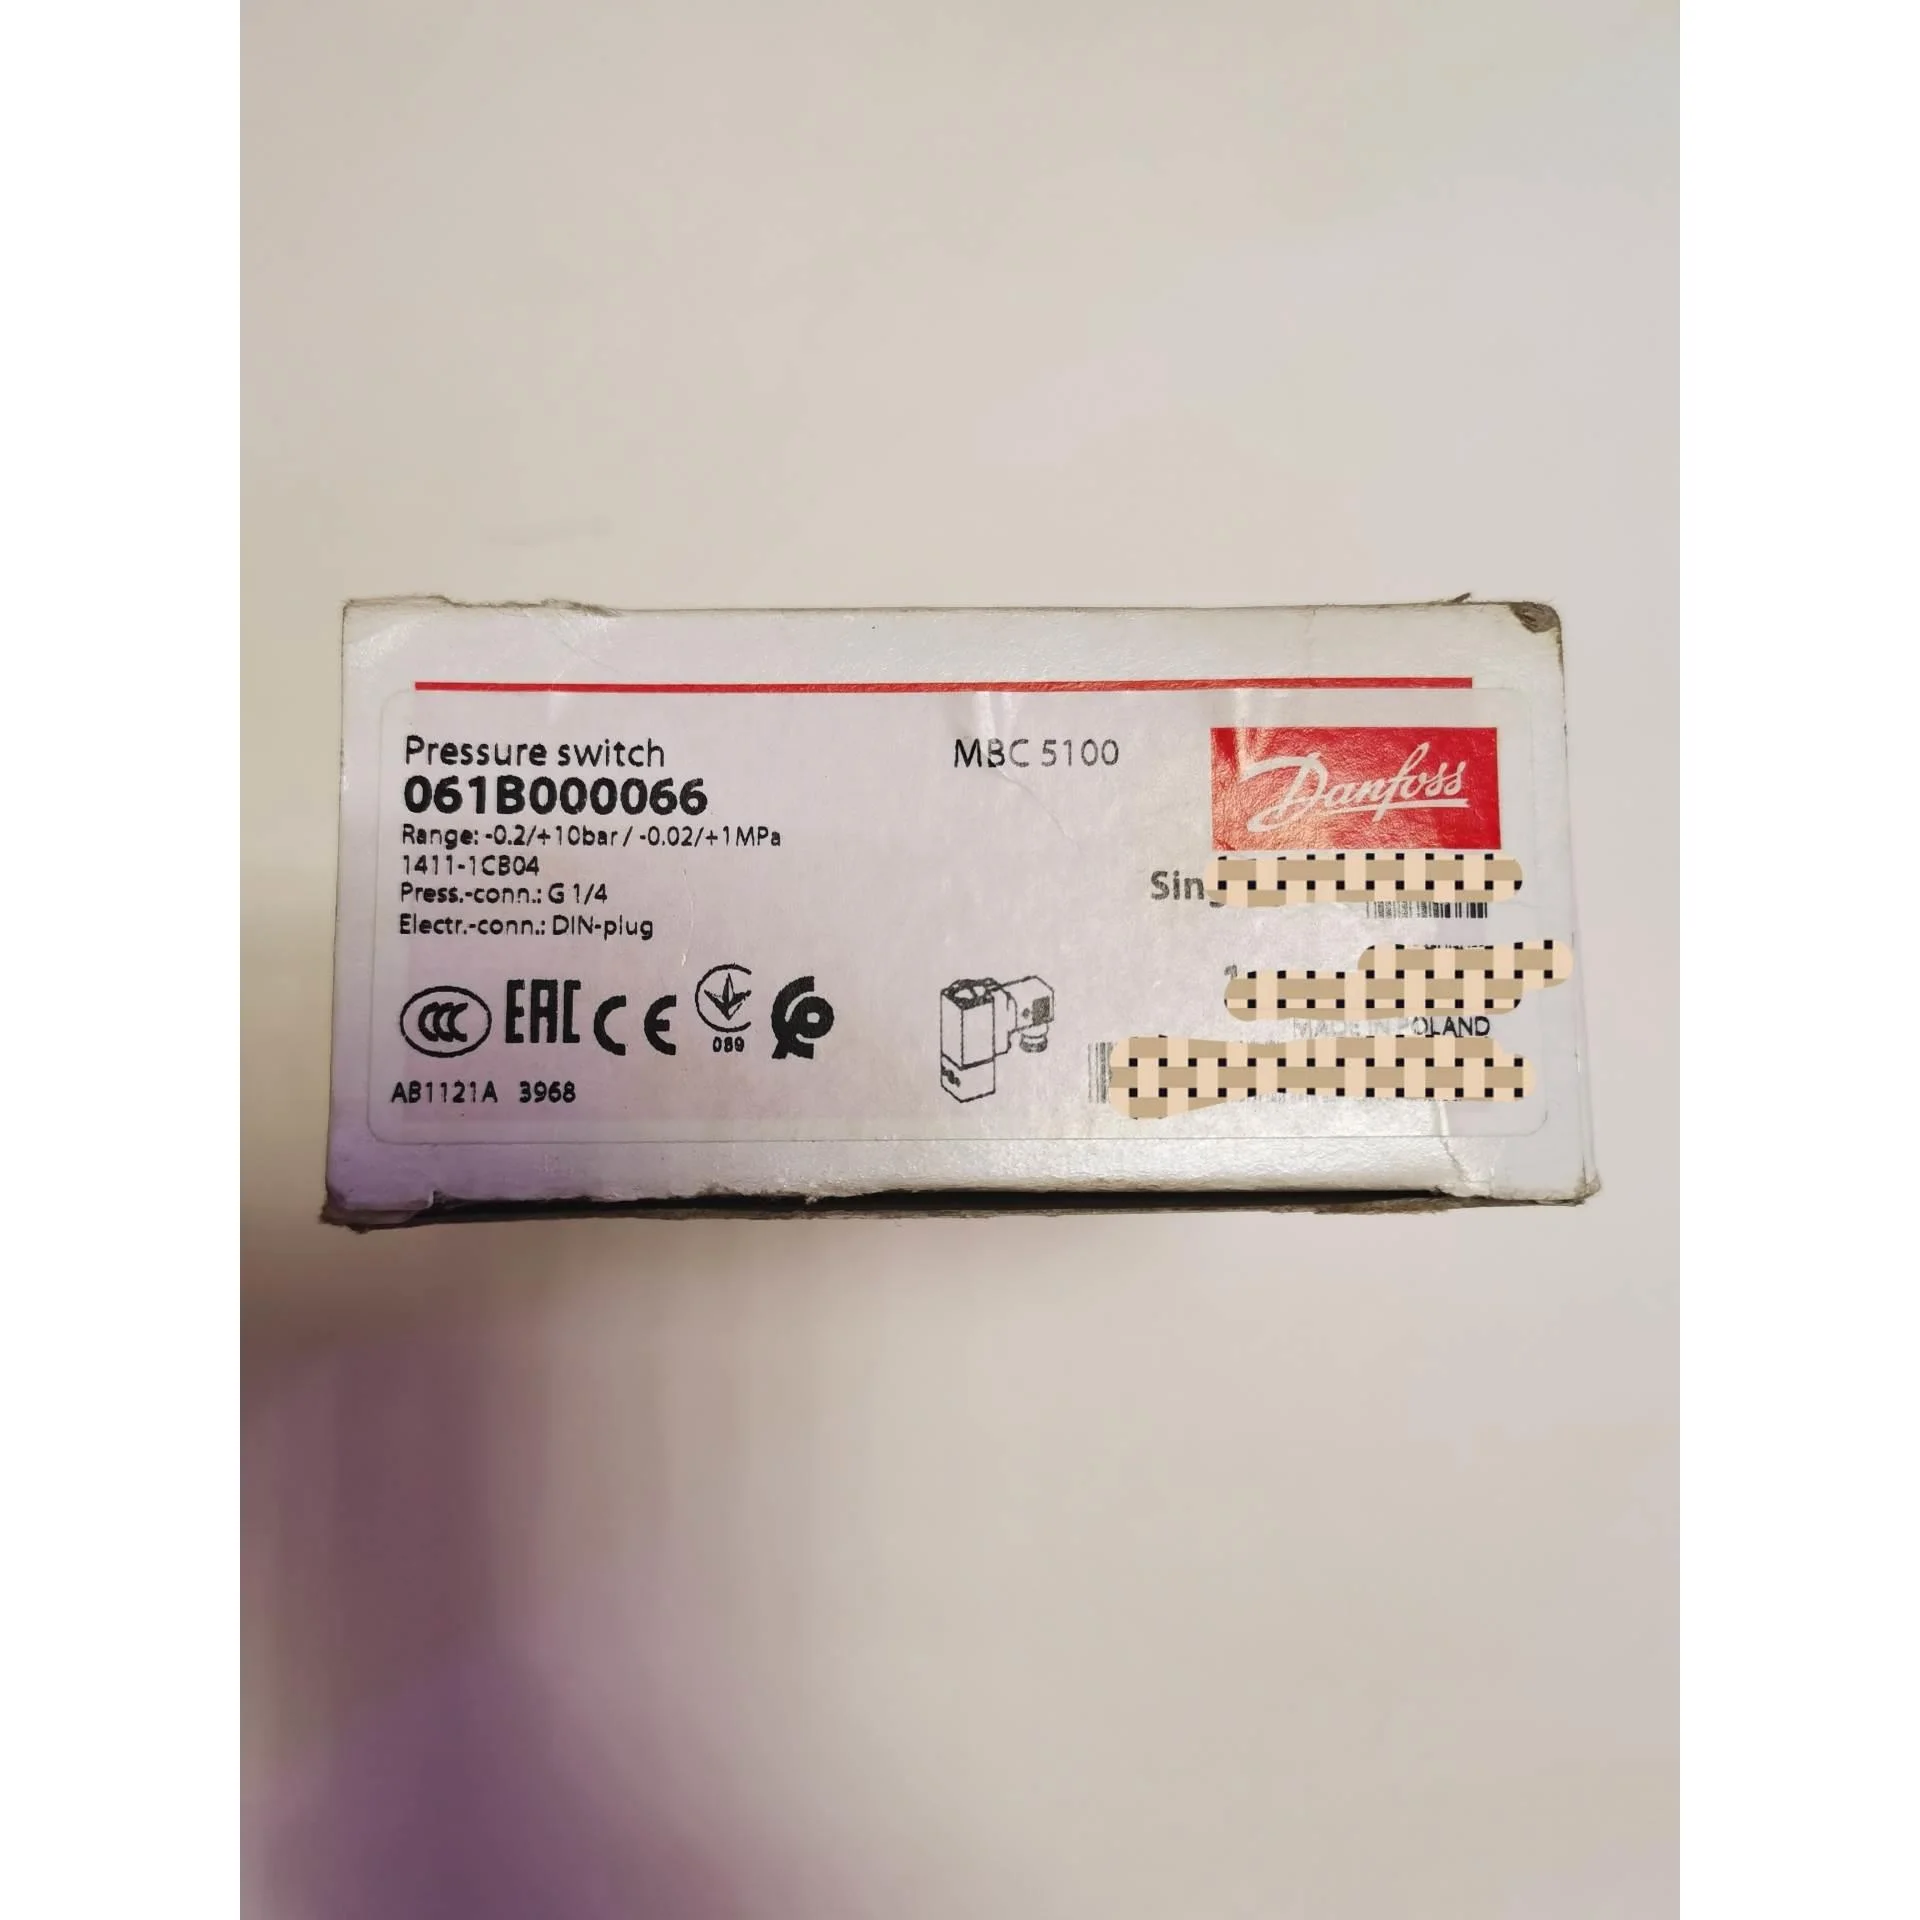 Pressure switch
MBC 5100
Danfoss
061B000066
Range: -0.2/+10bar / -0.02/+1MPa
1411-1CB04
Press.-conn.: G 1/4
Electr.-conn.: DIN-plug
EAC CE
089
MADE IN POLAND
AB1121A 3968